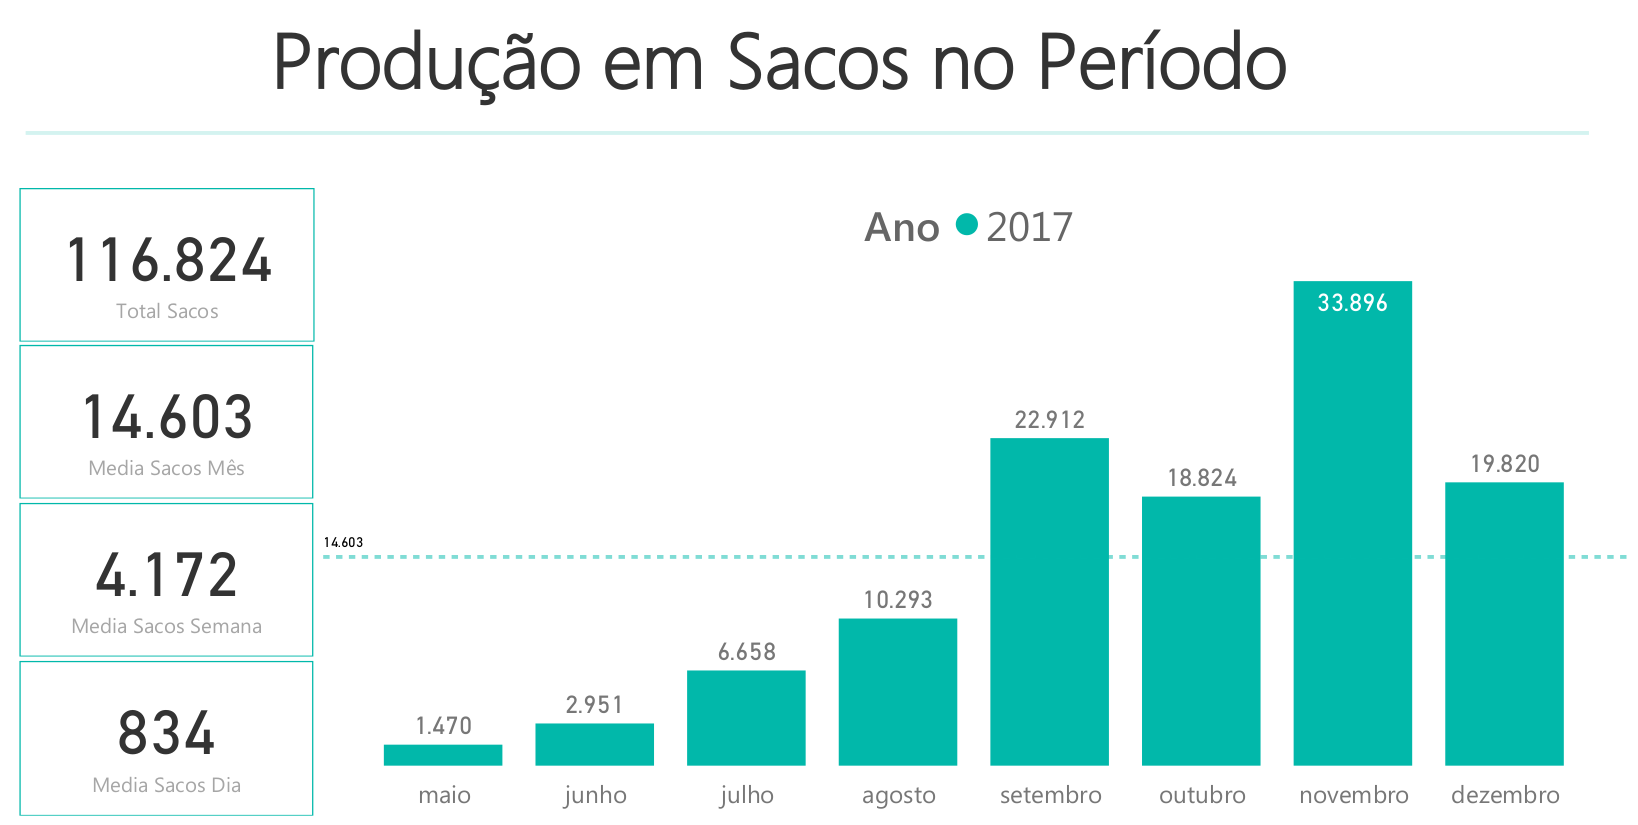 Produção em Sacos no Período
116.824
Total Sacos
14.603
Media Sacos Mês
4.172
Media Sacos Semana
834
Media Sacos Dia
Ano 2017
33.896
22.912
19.820
18.824
14.603
10.293
6.658
2.951
1.470
maio junho julho agosto setembro outubro novembro dezembro